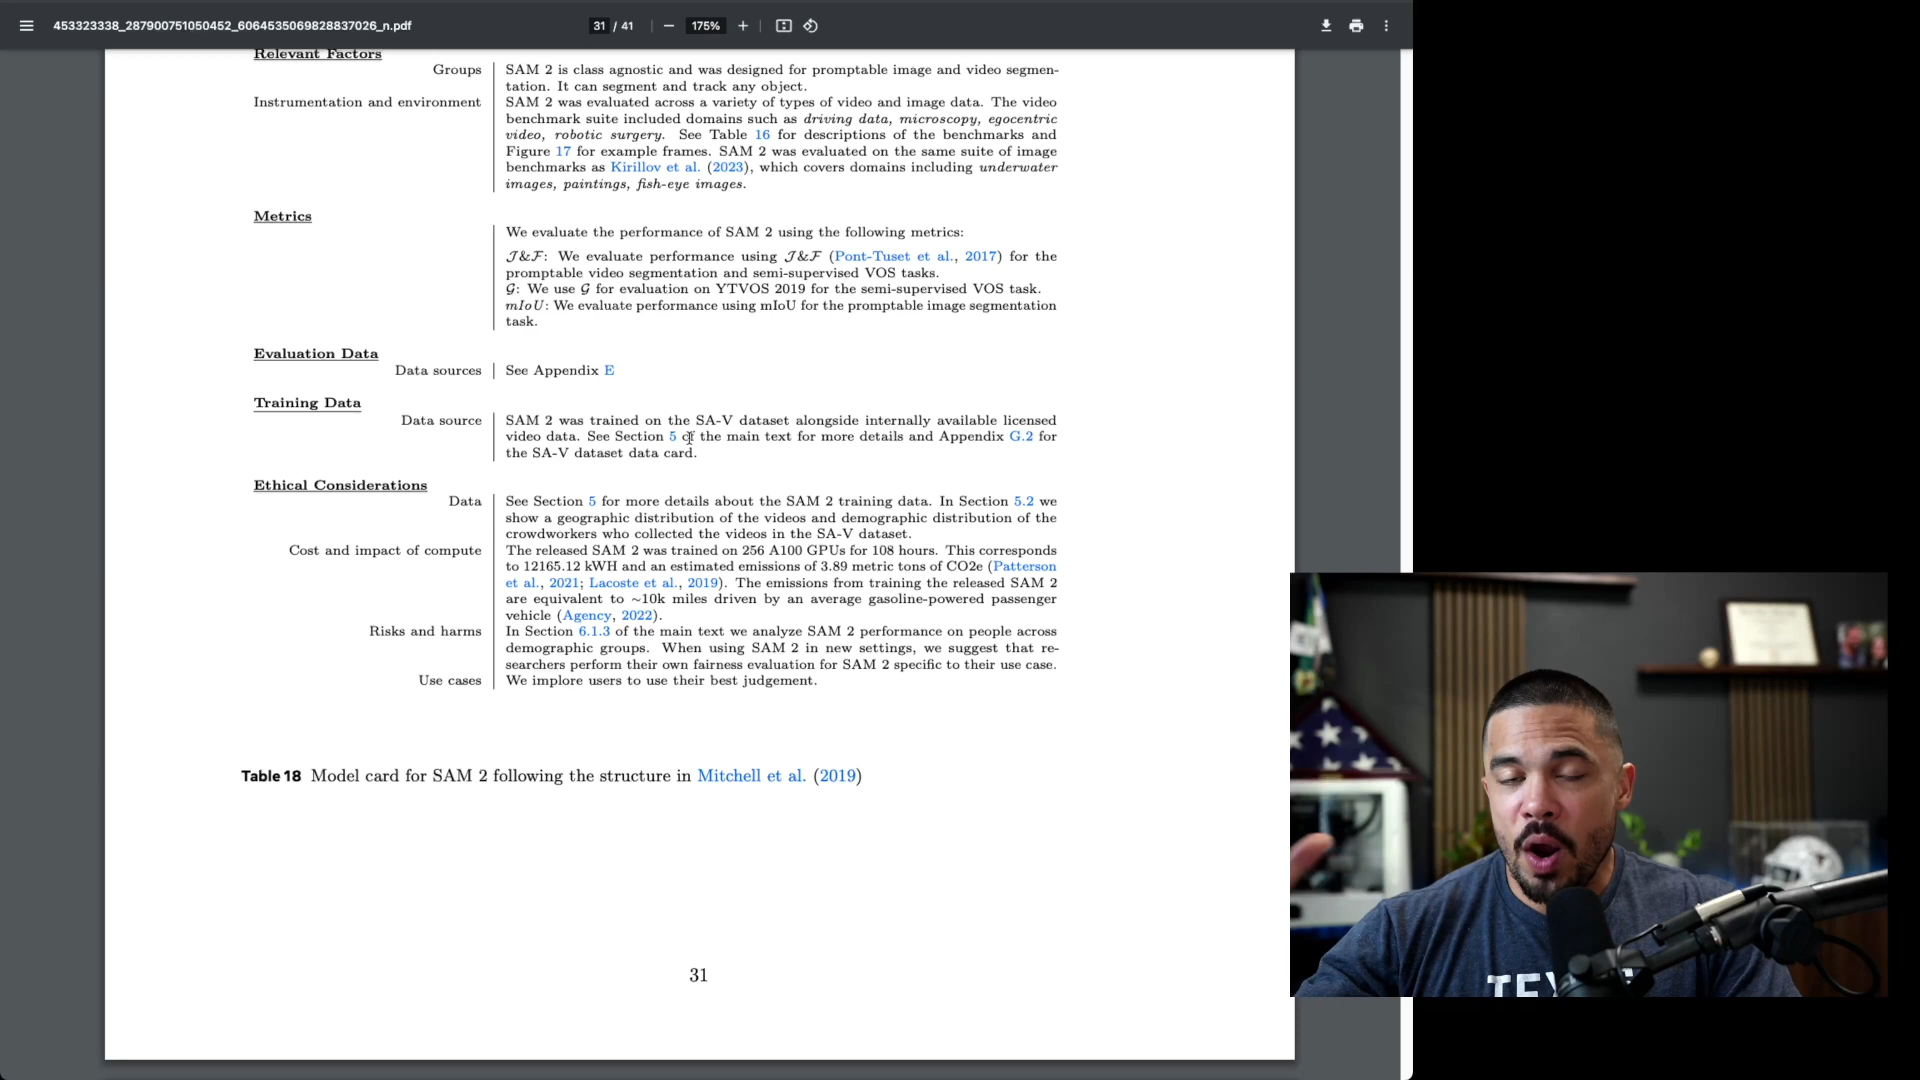 453323338_287900751050452_6064535069828837026_n.pdf
31 / 41
175%
Relevant Factors
Groups
SAM 2 is class agnostic and was designed for promptable image and video segmen-
tation. It can segment and track any object.
Instrumentation and environment
SAM 2 was evaluated across a variety of types of video and image data. The video
benchmark suite included domains such as driving data, microscopy, egocentric
video, robotic surgery. See Table 16 for descriptions of the benchmarks and
Figure 17 for example frames. SAM 2 was evaluated on the same suite of image
benchmarks as Kirillov et al. (2023), which covers domains including underwater
images, paintings, fish-eye images.
Metrics
We evaluate the performance of SAM 2 using the following metrics:
J&F: We evaluate performance using J&F (Pont-Tuset et al., 2017) for the
promptable video segmentation and semi-supervised VOS tasks.
G: We use G for evaluation on YTVOS 2019 for the semi-supervised VOS task.
mIoU: We evaluate performance using mIoU for the promptable image segmentation
task.
Evaluation Data
Data sources
See Appendix E
Training Data
Data source
SAM 2 was trained on the SA-V dataset alongside internally available licensed
video data. See Section 5 of the main text for more details and Appendix G.2 for
the SA-V dataset data card.
Ethical Considerations
Data
See Section 5 for more details about the SAM 2 training data. In Section 5.2 we
show a geographic distribution of the videos and demographic distribution of the
crowdworkers who collected the videos in the SA-V dataset.
Cost and impact of compute
The released SAM 2 was trained on 256 A100 GPUs for 108 hours. This corresponds
to 12165.12 kWH and an estimated emissions of 3.89 metric tons of CO2e (Patterson
et al., 2021; Lacoste et al., 2019). The emissions from training the released SAM 2
are equivalent to ~10k miles driven by an average gasoline-powered passenger
vehicle (Agency, 2022).
Risks and harms
In Section 6.1.3 of the main text we analyze SAM 2 performance on people across
demographic groups. When using SAM 2 in new settings, we suggest that re-
searchers perform their own fairness evaluation for SAM 2 specific to their use case.
Use cases
We implore users to use their best judgement.
Table 18 Model card for SAM 2 following the structure in Mitchell et al. (2019)
31